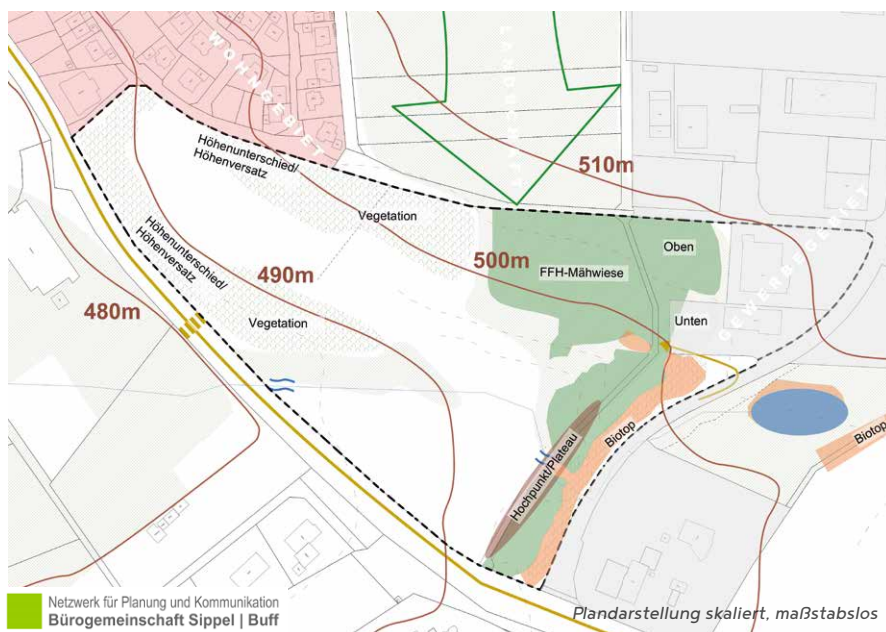 WOHNGEBIET
LANDSCHAFT
510m
Höhenunterschied/
Höhenversatz
Vegetation
Oben
GEWERBEGEBIET
500m
FFH-Mähwiese
Höhenunterschied/
Höhenversatz
490m
480m
Vegetation
Unten
Biotop
Biotop
Hochpunkt/Plateau
Netzwerk für Planung und Kommunikation
Bürogemeinschaft Sippel | Buff
Plandarstellung skaliert, maßstabslos